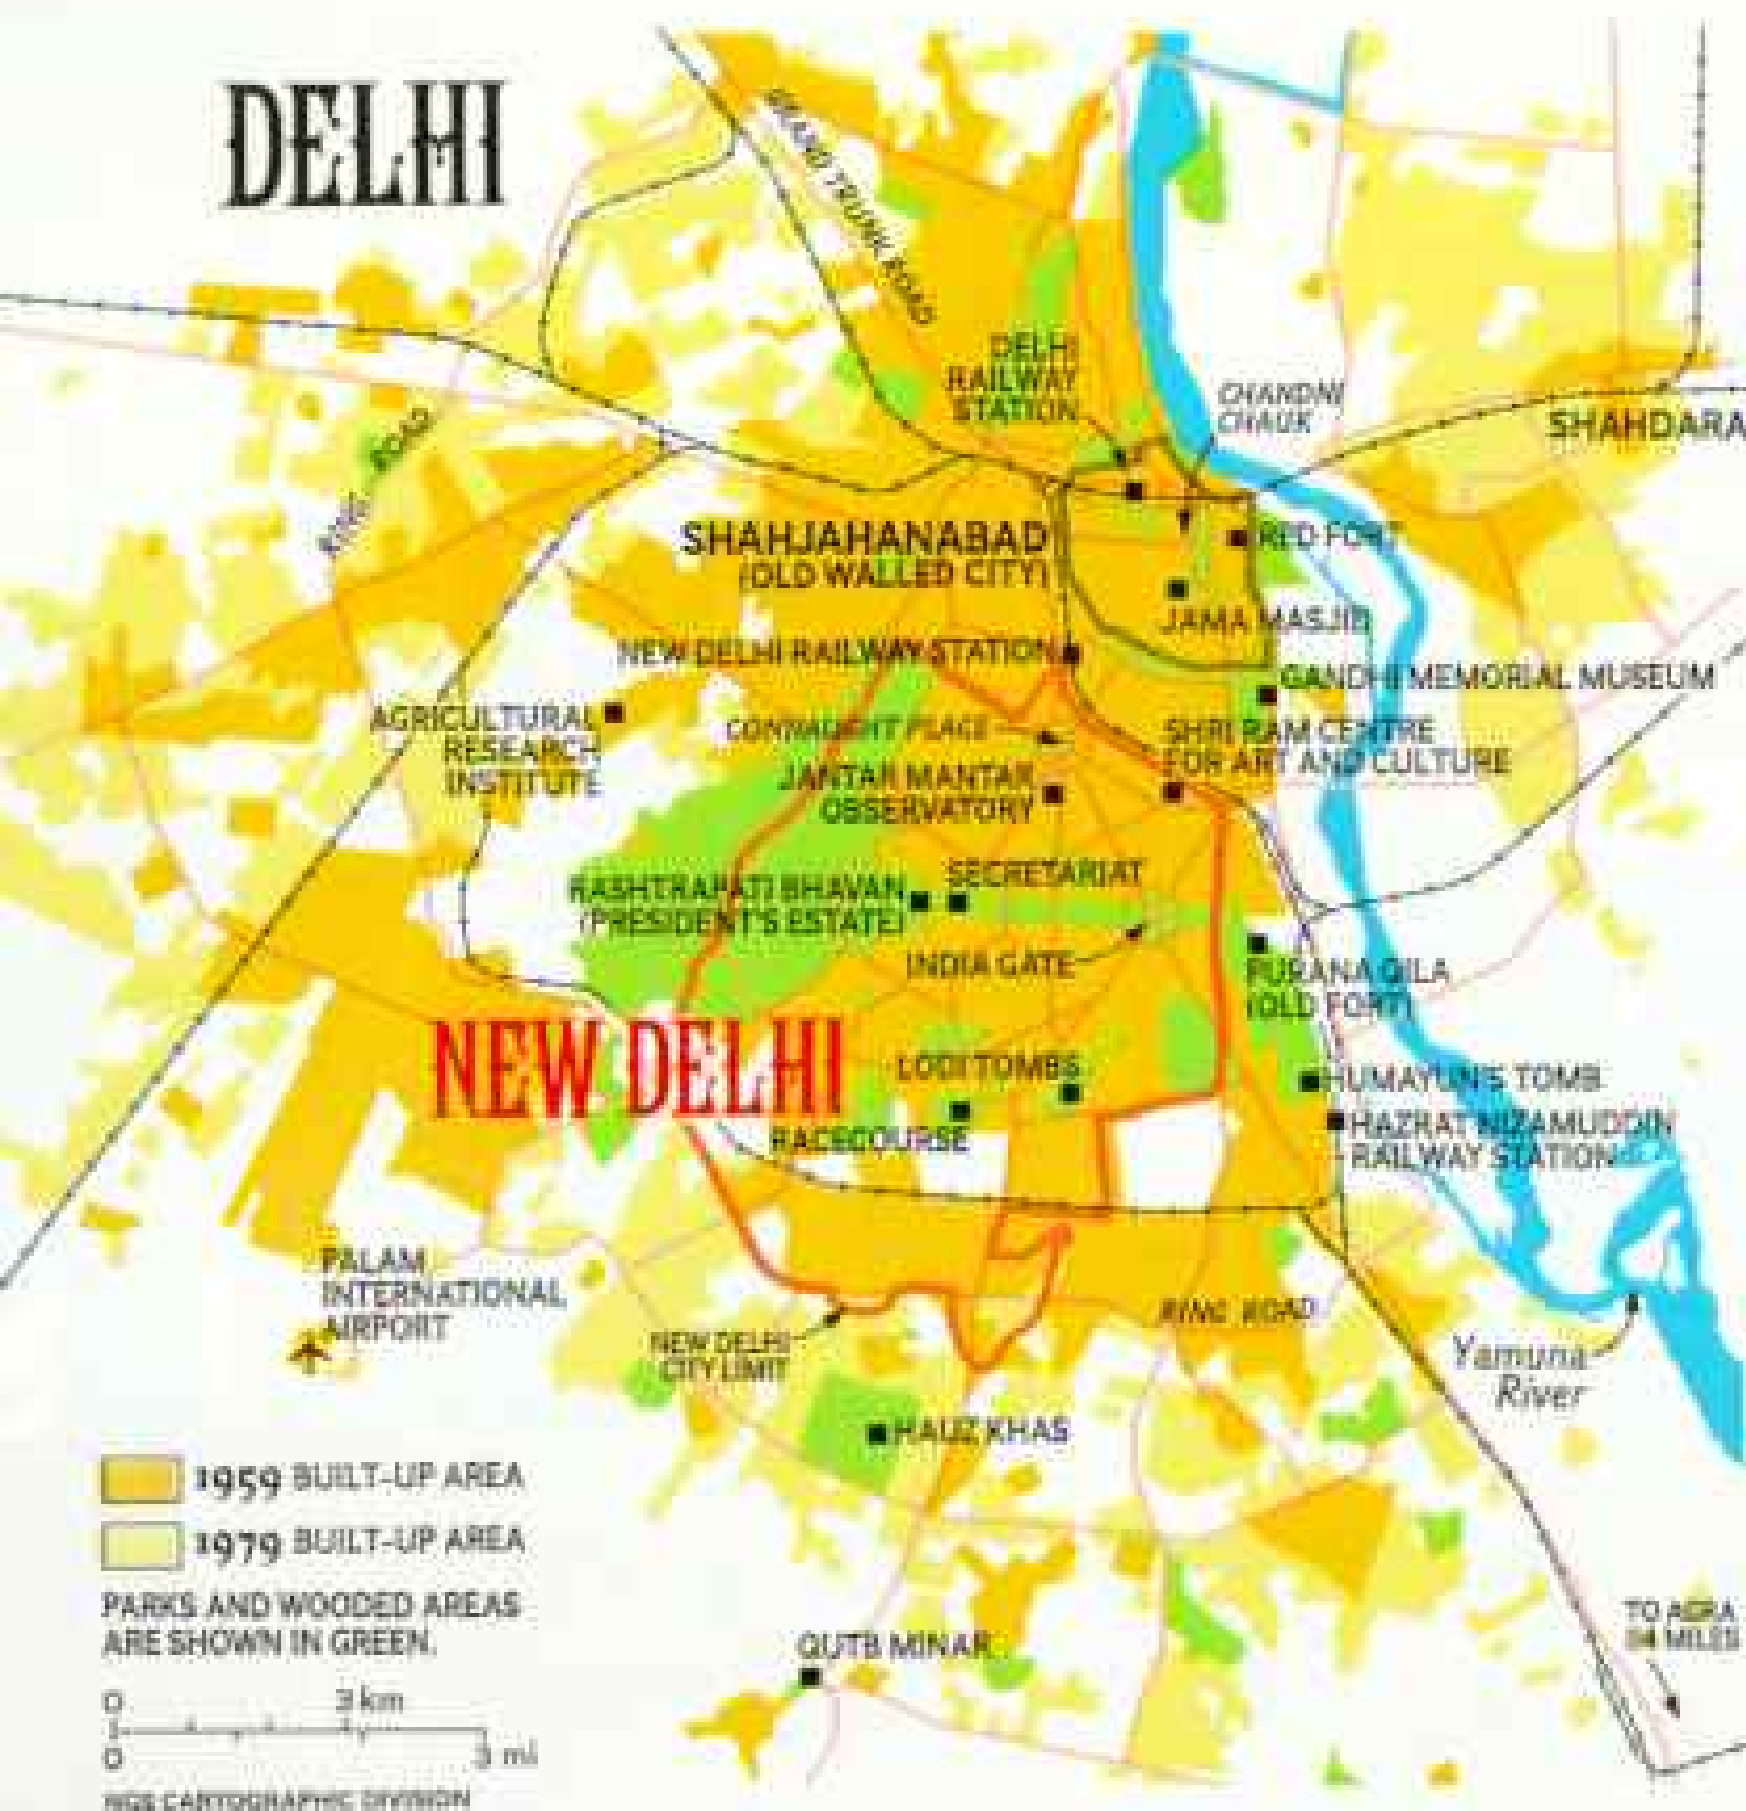 DELHI
GRAND TRUNK ROAD
DELHI
RAILWAY
STATION
CHANDNI
CHAUK
SHAHDARA
RING ROAD
SHAHJAHANABAD
(OLD WALLED CITY)
RED FORT
JAMA MASJID
NEW DELHI RAILWAY STATION
GANDHI MEMORIAL MUSEUM
AGRICULTURAL
RESEARCH
INSTITUTE
CONNAUGHT PLACE
SHRI RAM CENTRE
FOR ART AND CULTURE
JANTAR MANTAR
OBSERVATORY
RASHTRAPATI BHAVAN
(PRESIDENT'S ESTATE)
SECRETARIAT
INDIA GATE
PURANA QILA
(OLD FORT)
NEW DELHI
LODI TOMBS
HUMAYUN'S TOMB
RACECOURSE
HAZRAT NIZAMUDDIN
RAILWAY STATION
PALAM
INTERNATIONAL
AIRPORT
RING ROAD
NEW DELHI
CITY LIMIT
Yamuna
River
HAUZ KHAS
1959 BUILT-UP AREA
1979 BUILT-UP AREA
PARKS AND WOODED AREAS
ARE SHOWN IN GREEN.
QUTB MINAR
TO AGRA
MILES
0 3 km
0 3 mi
NGS CARTOGRAPHIC DIVISION